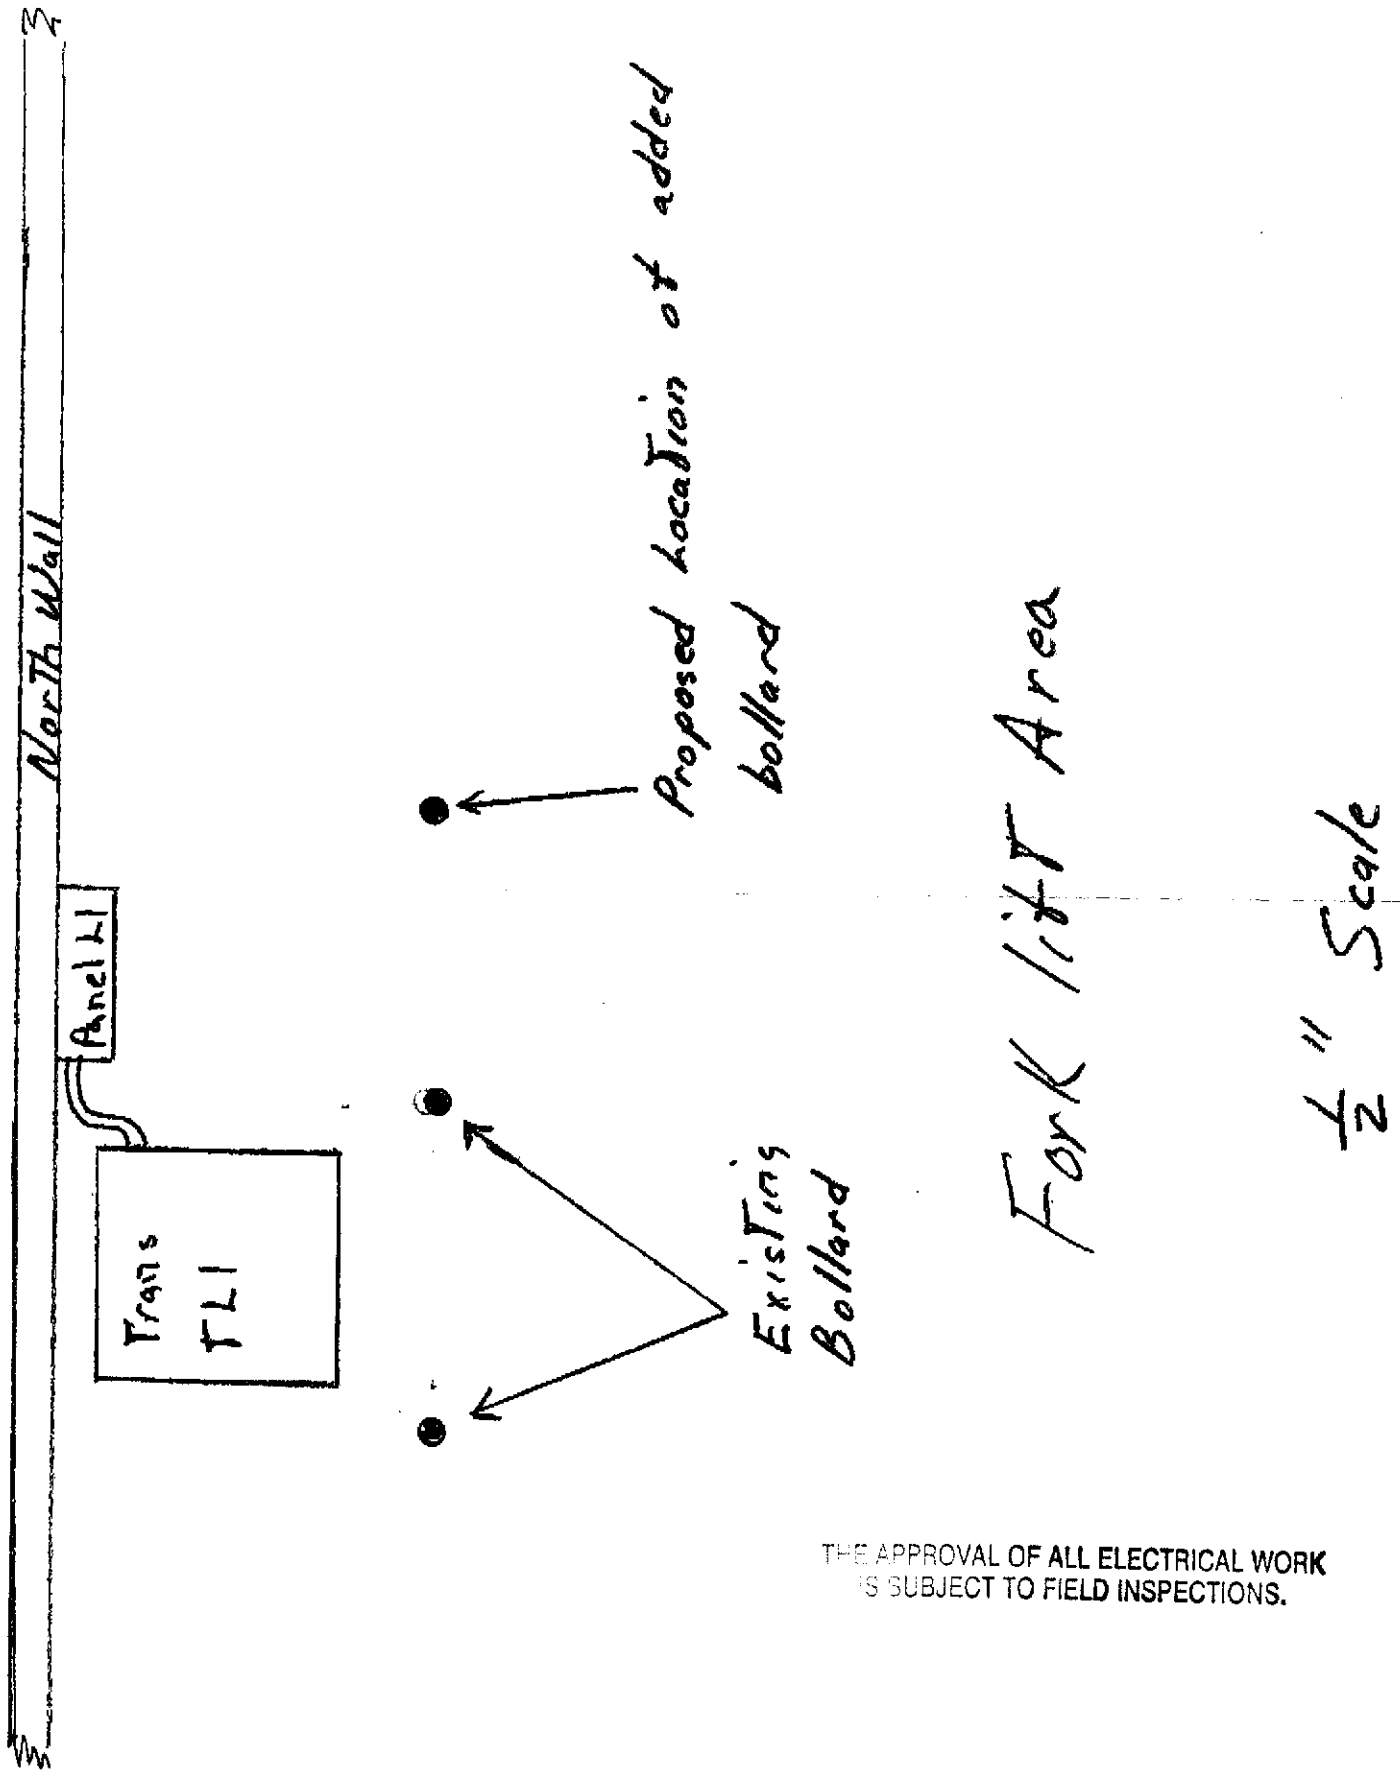 North Wall
Panel L1
Trans
TL1
Proposed Location of added
bollard
Existing
Bollard
Fork lift Area
1/2" Scale
THE APPROVAL OF ALL ELECTRICAL WORK
IS SUBJECT TO FIELD INSPECTIONS.